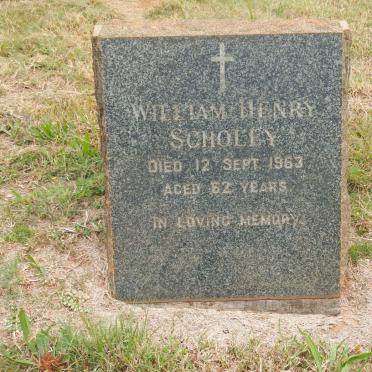 WILLIAM HENRY
SCHOLEY
DIED 12 SEPT 1963
AGED 62 YEARS
IN LOVING MEMORY.